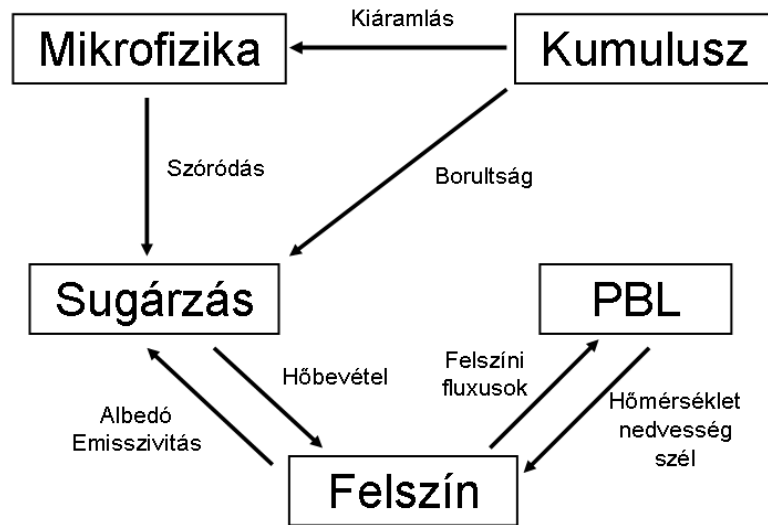 Kiáramlás
Mikrofizika
Kumulusz
Szóródás
Borultság
Sugárzás
PBL
Hőbevétel
Felszíni
fluxusok
Albedó
Emisszivitás
Hőmérséklet
nedvesség
szél
Felszín